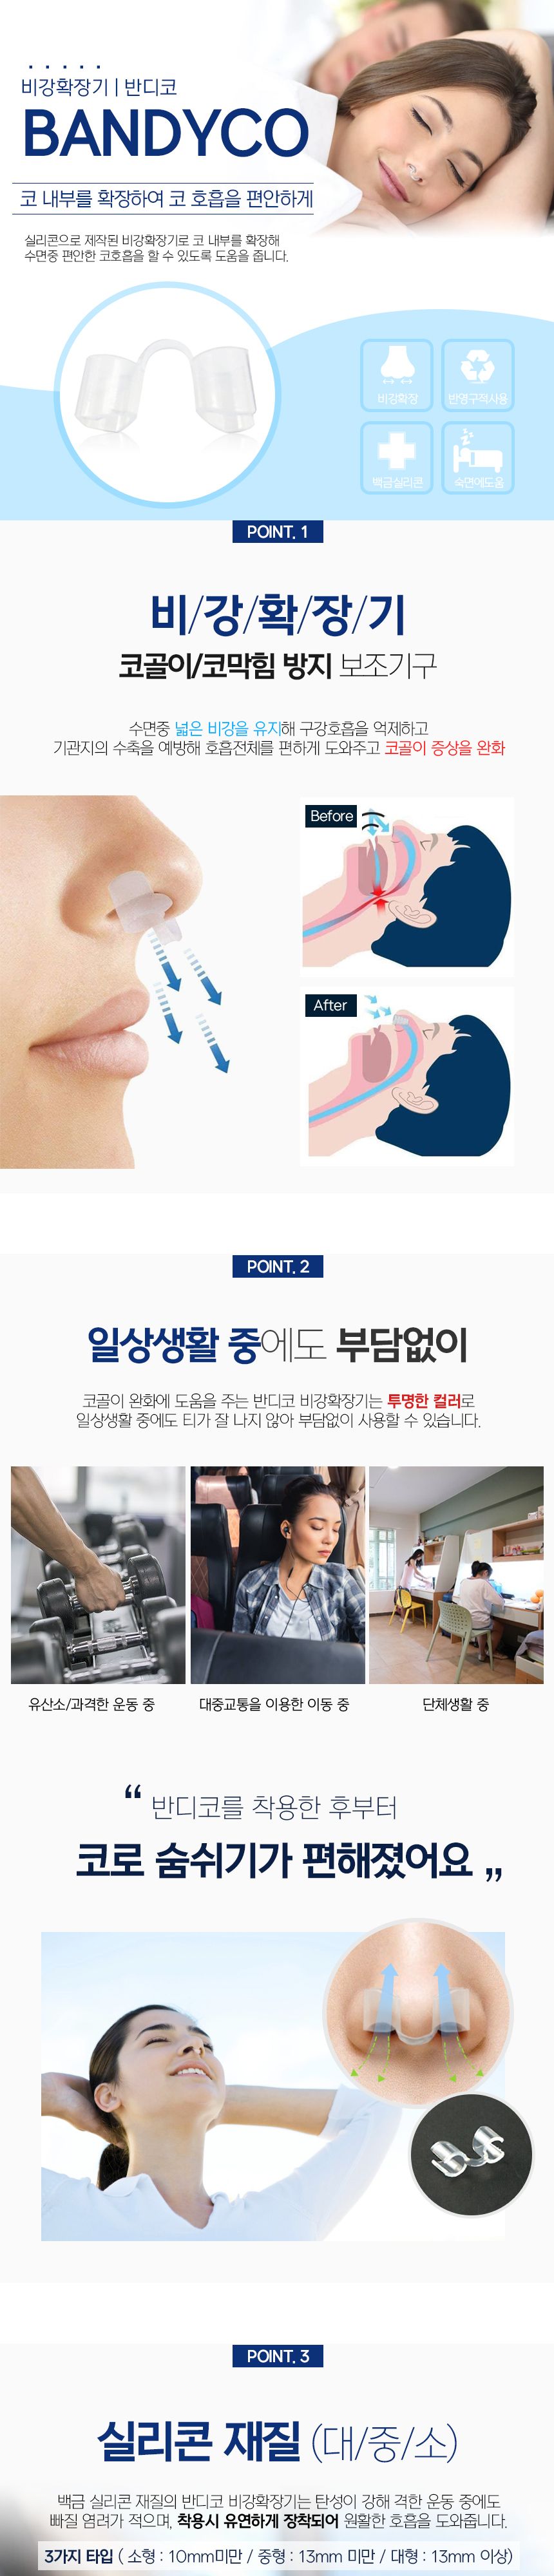 비강확장기 | 반디코
BANDYCO
코 내부를 확장하여 코 호흡을 편안하게
실리콘으로 제작된 비강확장기로 코 내부를 확장해
수면중 편안한 코호흡을 할 수 있도록 도움을 줍니다.
비강확장
반영구적사용
백금실리콘
숙면에도움
POINT. 1
비/강/확/장/기
코골이/코막힘 방지 보조기구
수면중 넓은 비강을 유지해 구강호흡을 억제하고
기관지의 수축을 예방해 호흡전체를 편하게 도와주고 코골이 증상을 완화
Before
After
POINT. 2
일상생활 중에도 부담없이
코골이 완화에 도움을 주는 반디코 비강확장기는 투명한 컬러로
일상생활 중에도 티가 잘 나지 않아 부담없이 사용할 수 있습니다.
유산소/과격한 운동 중
대중교통을 이용한 이동 중
단체생활 중
“ 반디코를 착용한 후부터
코로 숨쉬기가 편해졌어요 „
POINT. 3
실리콘 재질 (대/중/소)
백금 실리콘 재질의 반디코 비강확장기는 탄성이 강해 격한 운동 중에도
빠질 염려가 적으며, 착용시 유연하게 장착되어 원활한 호흡을 도와줍니다.
3가지 타입 ( 소형 : 10mm미만 / 중형 : 13mm 미만 / 대형 : 13mm 이상)